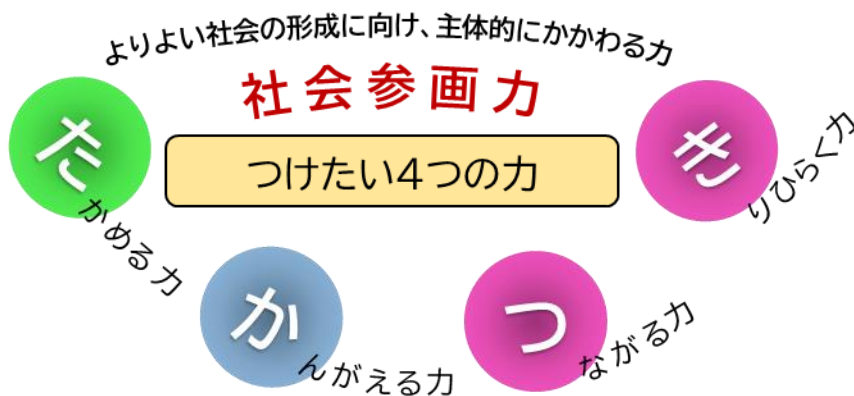 よりよい社会の形成に向け、主体的にかかわる力
社会参画力
つけたい4つの力
たかめる力
かんがえる力
つながる力
きりひらく力